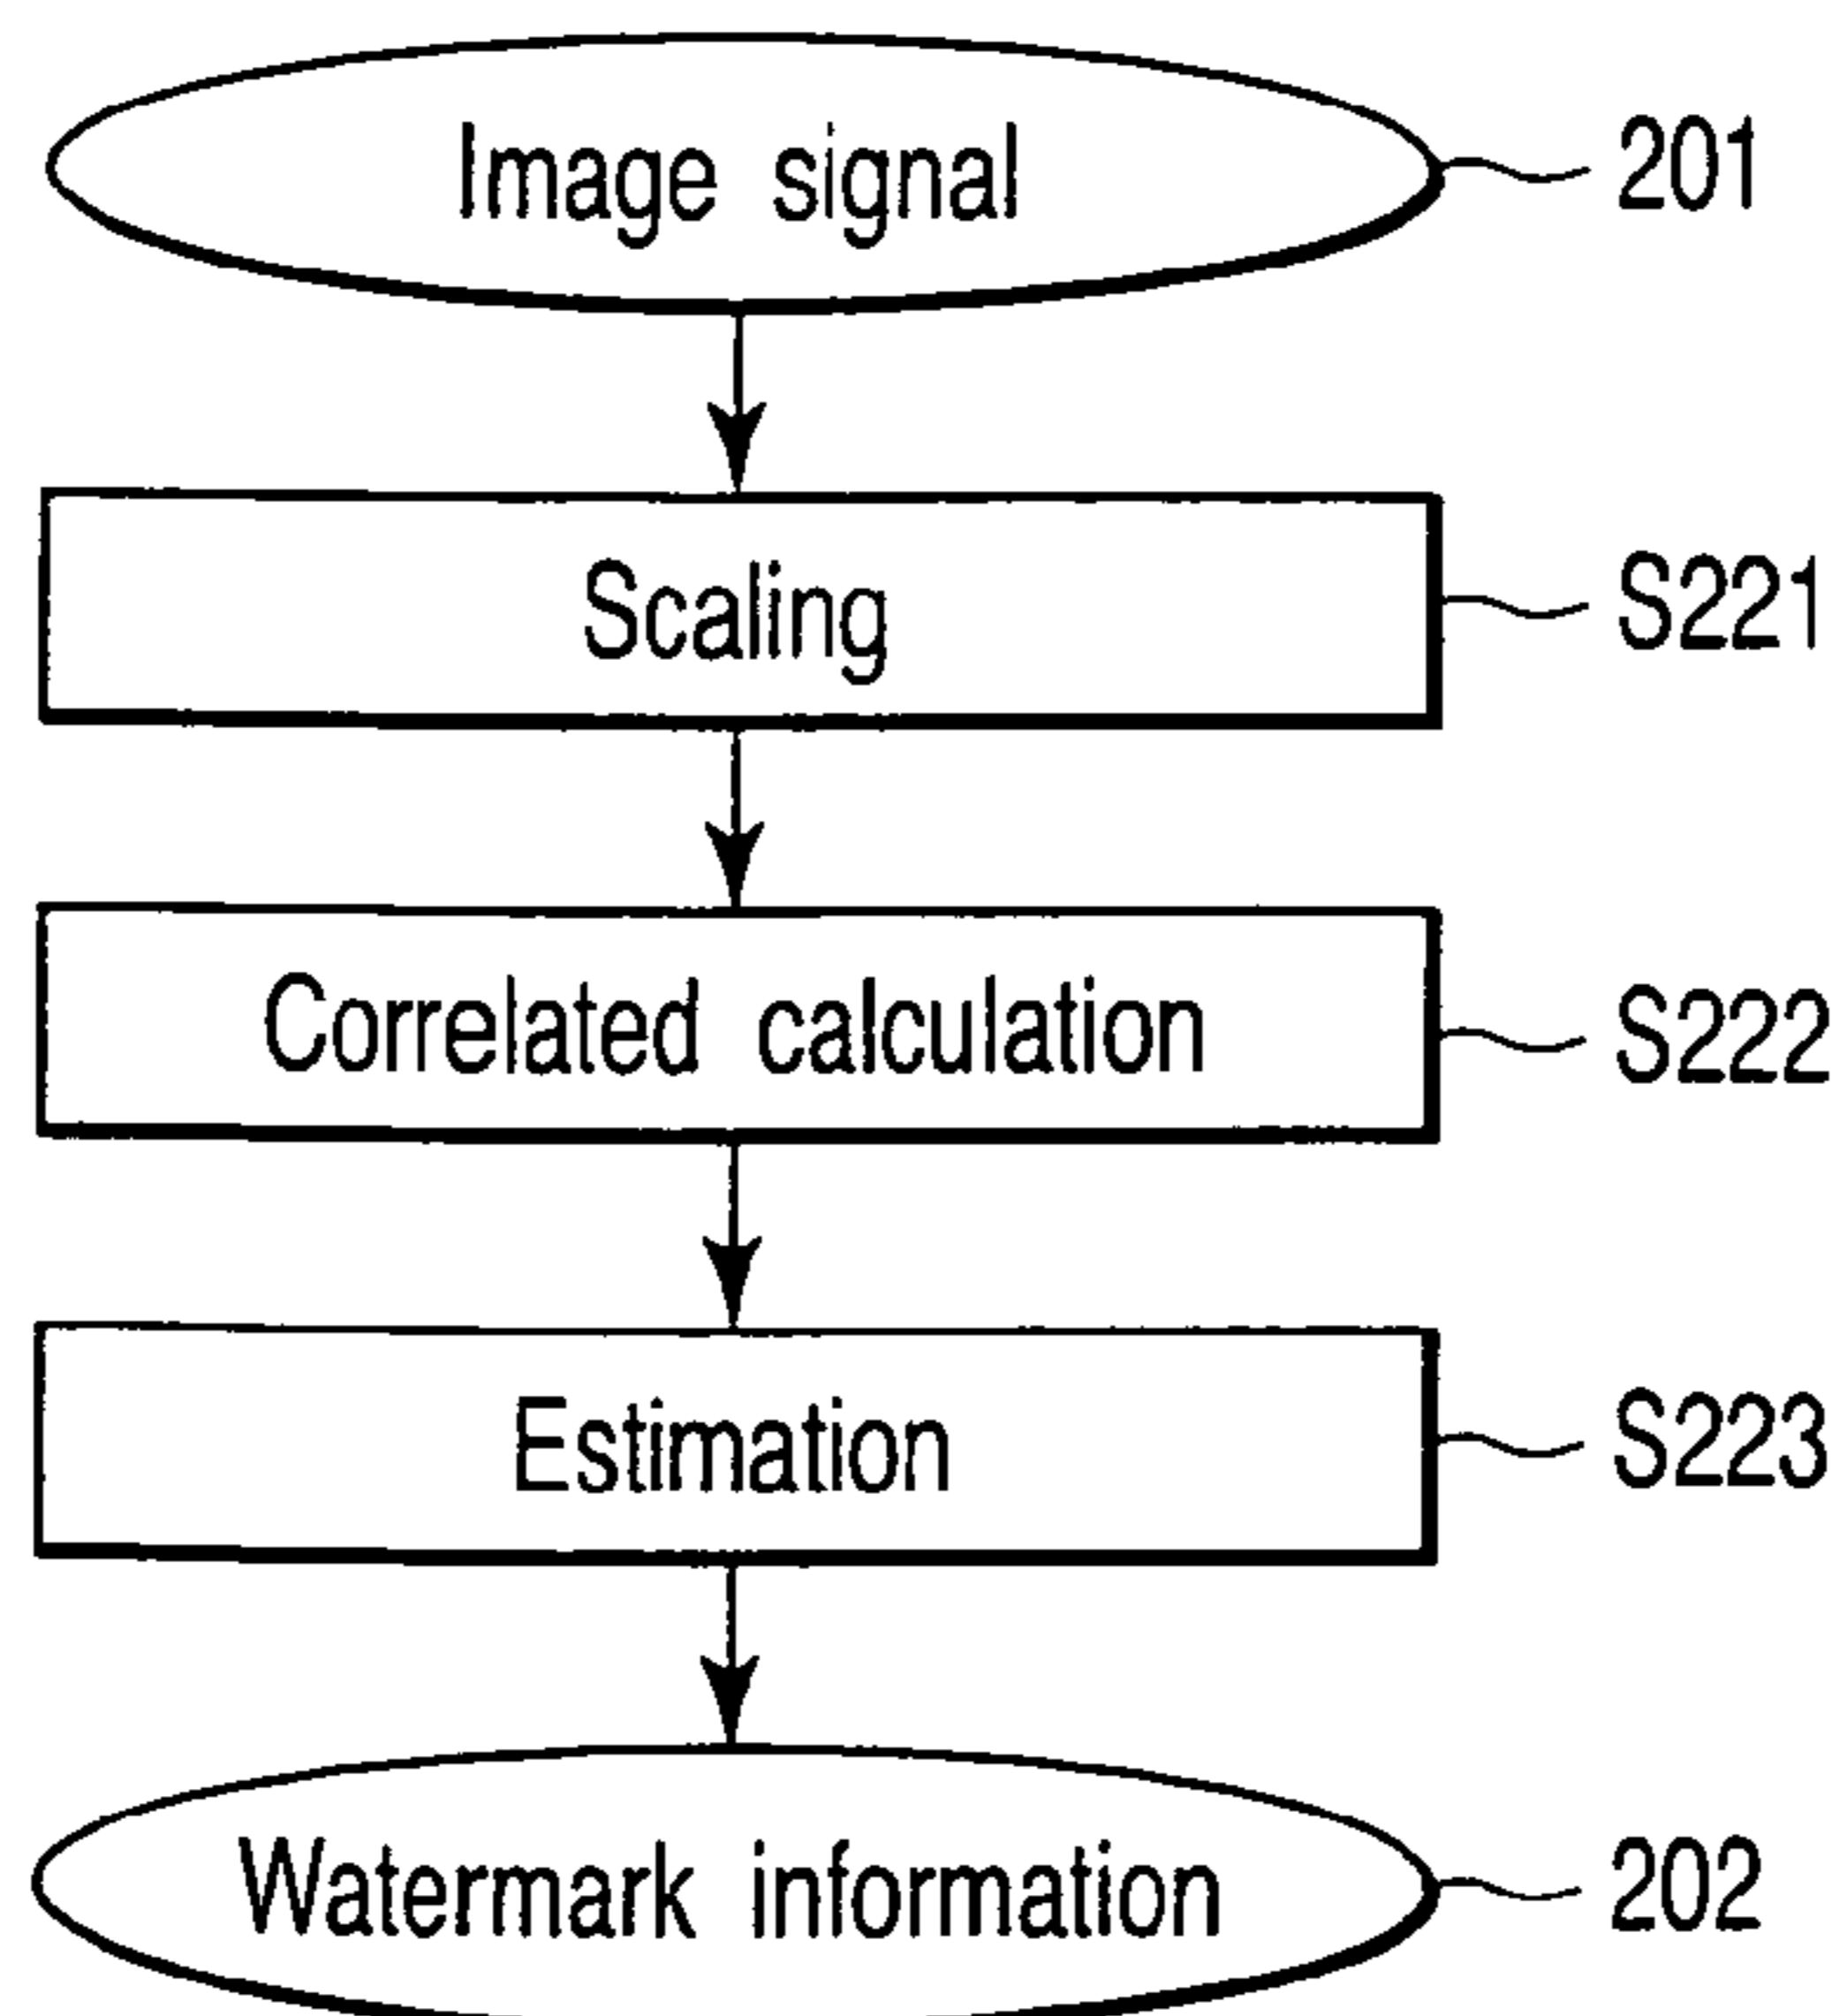 Image signal 201
Scaling S221
Correlated calculation S222
Estimation S223
Watermark information 202